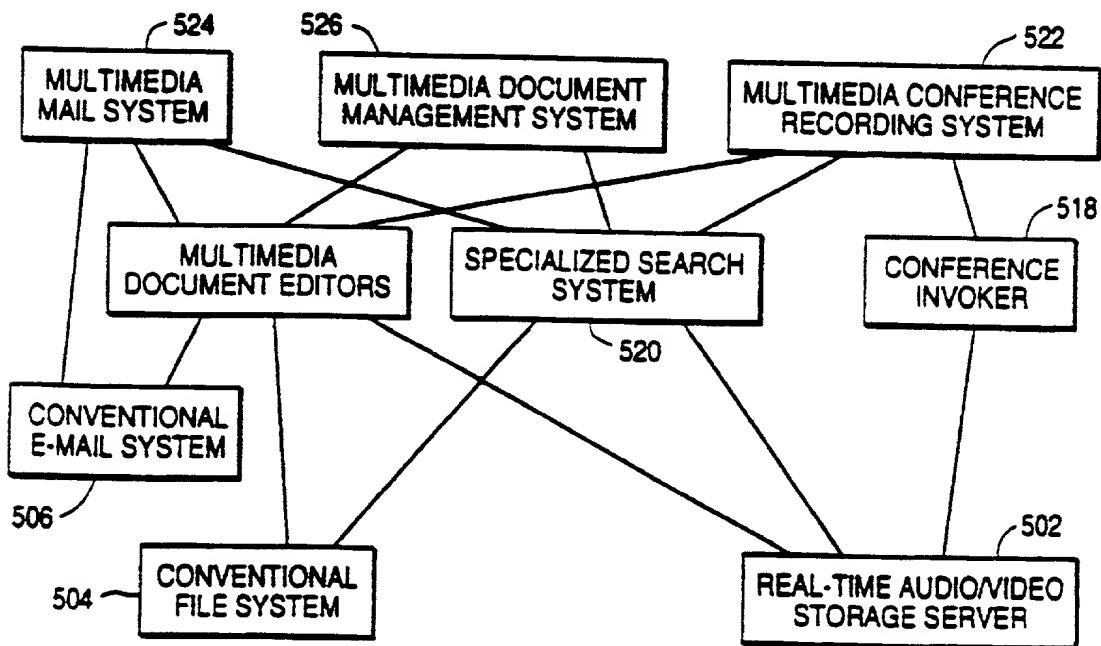 524
MULTIMEDIA
MAIL SYSTEM
526
MULTIMEDIA DOCUMENT
MANAGEMENT SYSTEM
522
MULTIMEDIA CONFERENCE
RECORDING SYSTEM
MULTIMEDIA
DOCUMENT EDITORS
SPECIALIZED SEARCH
SYSTEM
520
518
CONFERENCE
INVOKER
CONVENTIONAL
E-MAIL SYSTEM
506
504
CONVENTIONAL
FILE SYSTEM
502
REAL-TIME AUDIO/VIDEO
STORAGE SERVER